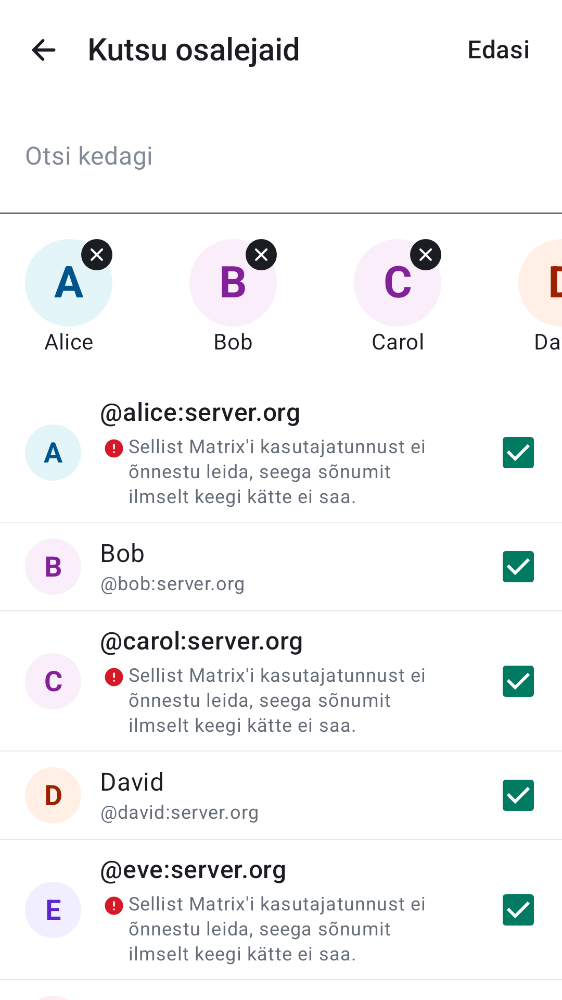 Kutsu osalejaid
Edasi
Otsi kedagi
A
B
C
D
Alice
Bob
Carol
Da
@alice:server.org
A
Sellist Matrix'i kasutajatunnust ei
õnnestu leida, seega sõnumit
ilmselt keegi kätte ei saa.
Bob
B
@bob:server.org
@carol:server.org
C
Sellist Matrix'i kasutajatunnust ei
õnnestu leida, seega sõnumit
ilmselt keegi kätte ei saa.
David
D
@david:server.org
@eve:server.org
E
Sellist Matrix'i kasutajatunnust ei
õnnestu leida, seega sõnumit
ilmselt keegi kätte ei saa.